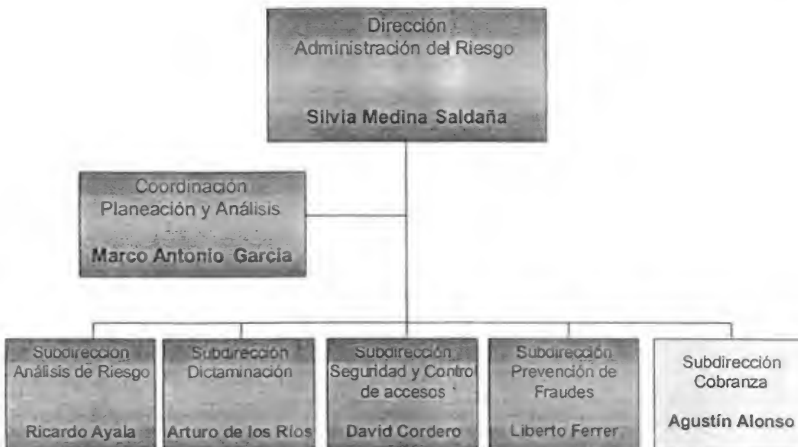 Dirección
Administración del Riesgo
Silvia Medina Saldaña
Coordinación
Planeación y Análisis
Marco Antonio Garcia
Subdirección
Análisis de Riesgo
Ricardo Ayala
Subdirección
Dictaminación
Arturo de los Ríos
Subdirección
Seguridad y Control
de accesos
David Cordero
Subdirección
Prevención de
Fraudes
Liberto Ferrer
Subdirección
Cobranza
Agustín Alonso